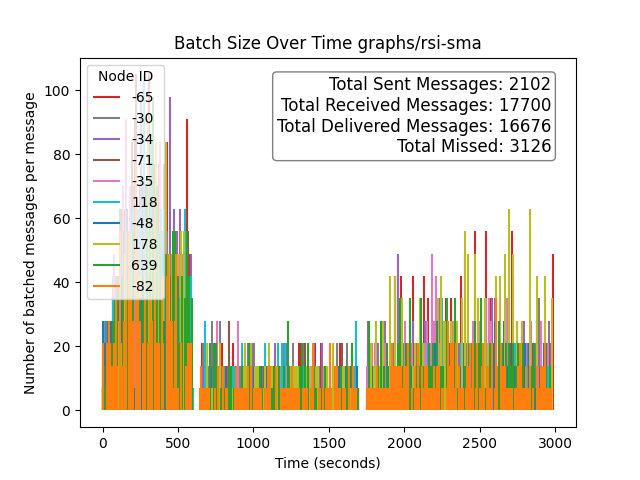 Batch Size Over Time graphs/rsi-sma
Number of batched messages per message
100
80
60
40
20
0
Node ID
-65
-30
-34
-71
-35
118
-48
178
639
-82
Total Sent Messages: 2102
Total Received Messages: 17700
Total Delivered Messages: 16676
Total Missed: 3126
0 500 1000 1500 2000 2500 3000
Time (seconds)